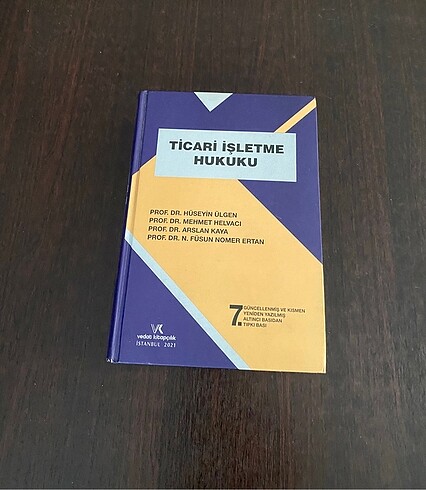 TİCARİ İŞLETME
HUKUKU
PROF. DR. HÜSEYİN ÜLGEN
PROF. DR. MEHMET HELVACI
PROF. DR. ARSLAN KAYA
PROF. DR. N. FÜSUN NOMER ERTAN
7.
GÜNCELLENMİŞ VE KISMEN
YENİDEN YAZILMIŞ
ALTINCI BASIDAN
TIPKI BASI
VK
vedat kitapçılık
İSTANBUL 2021